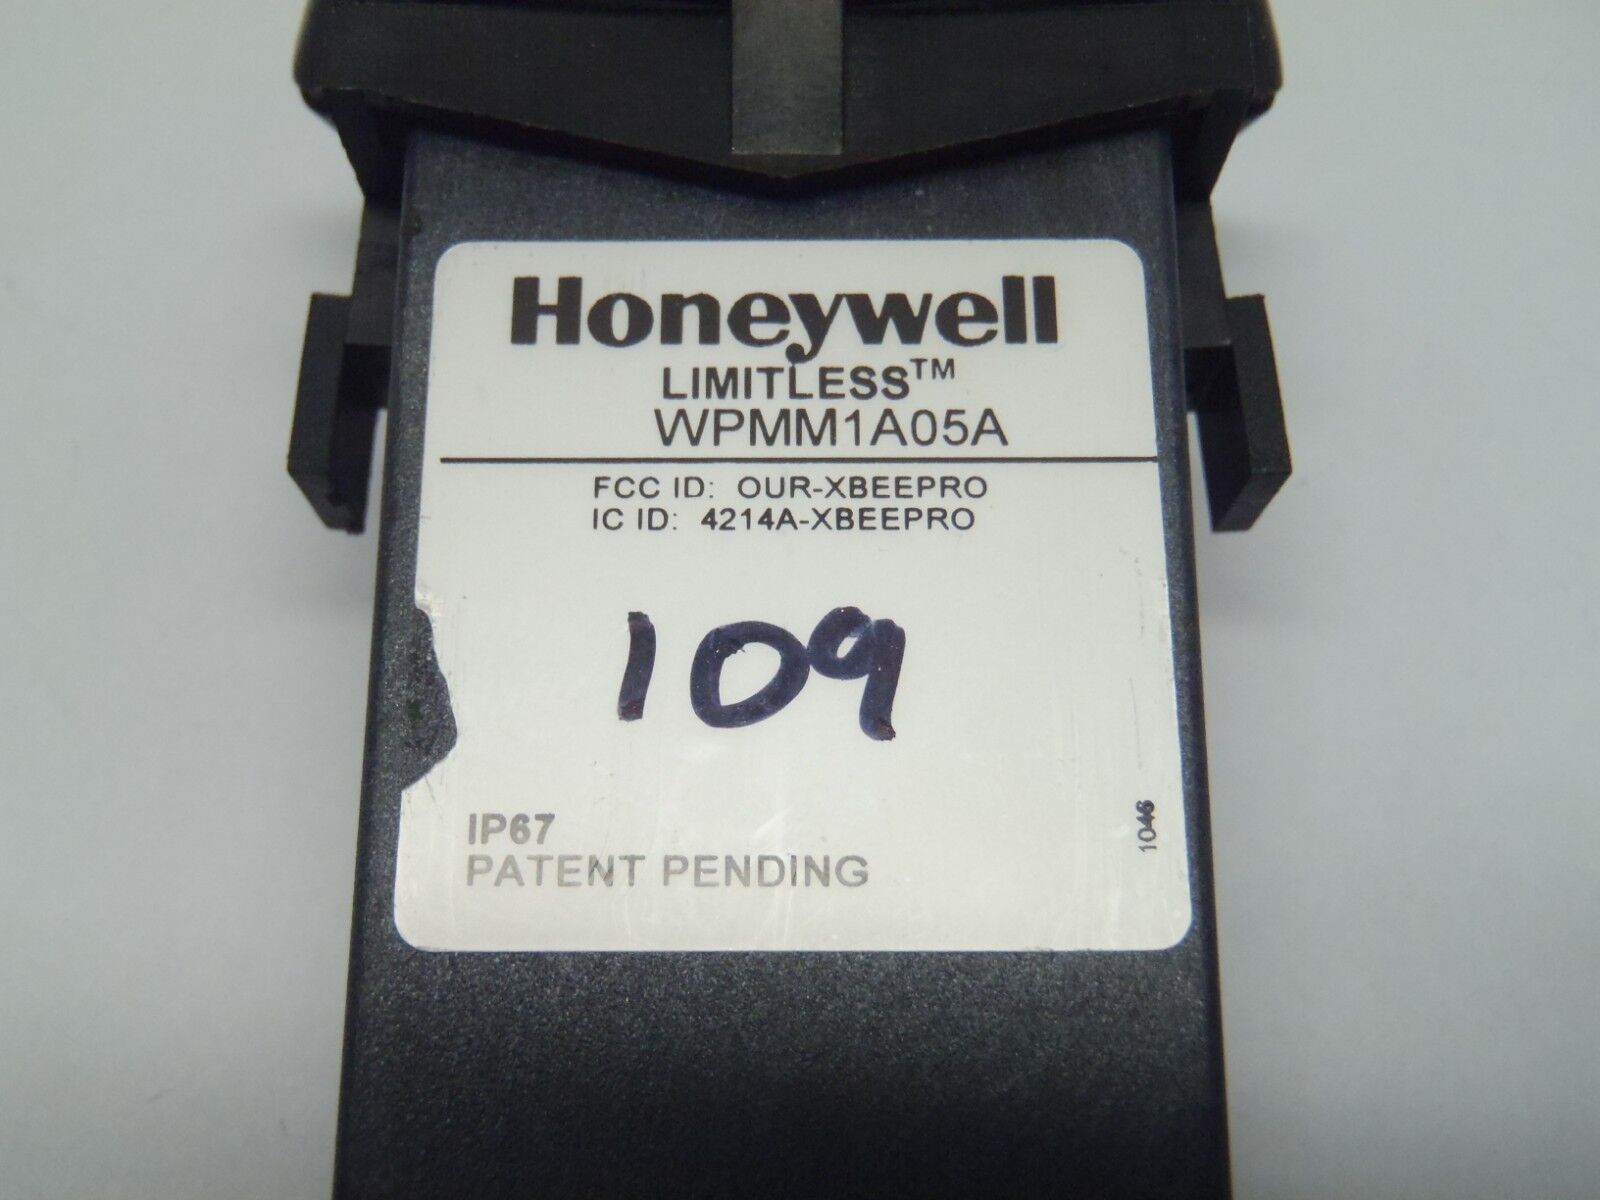 Honeywell
LIMITLESS™
WPMM1A05A
FCC ID: OUR-XBEEPRO
IC ID: 4214A-XBEEPRO
109
IP67
PATENT PENDING
1046